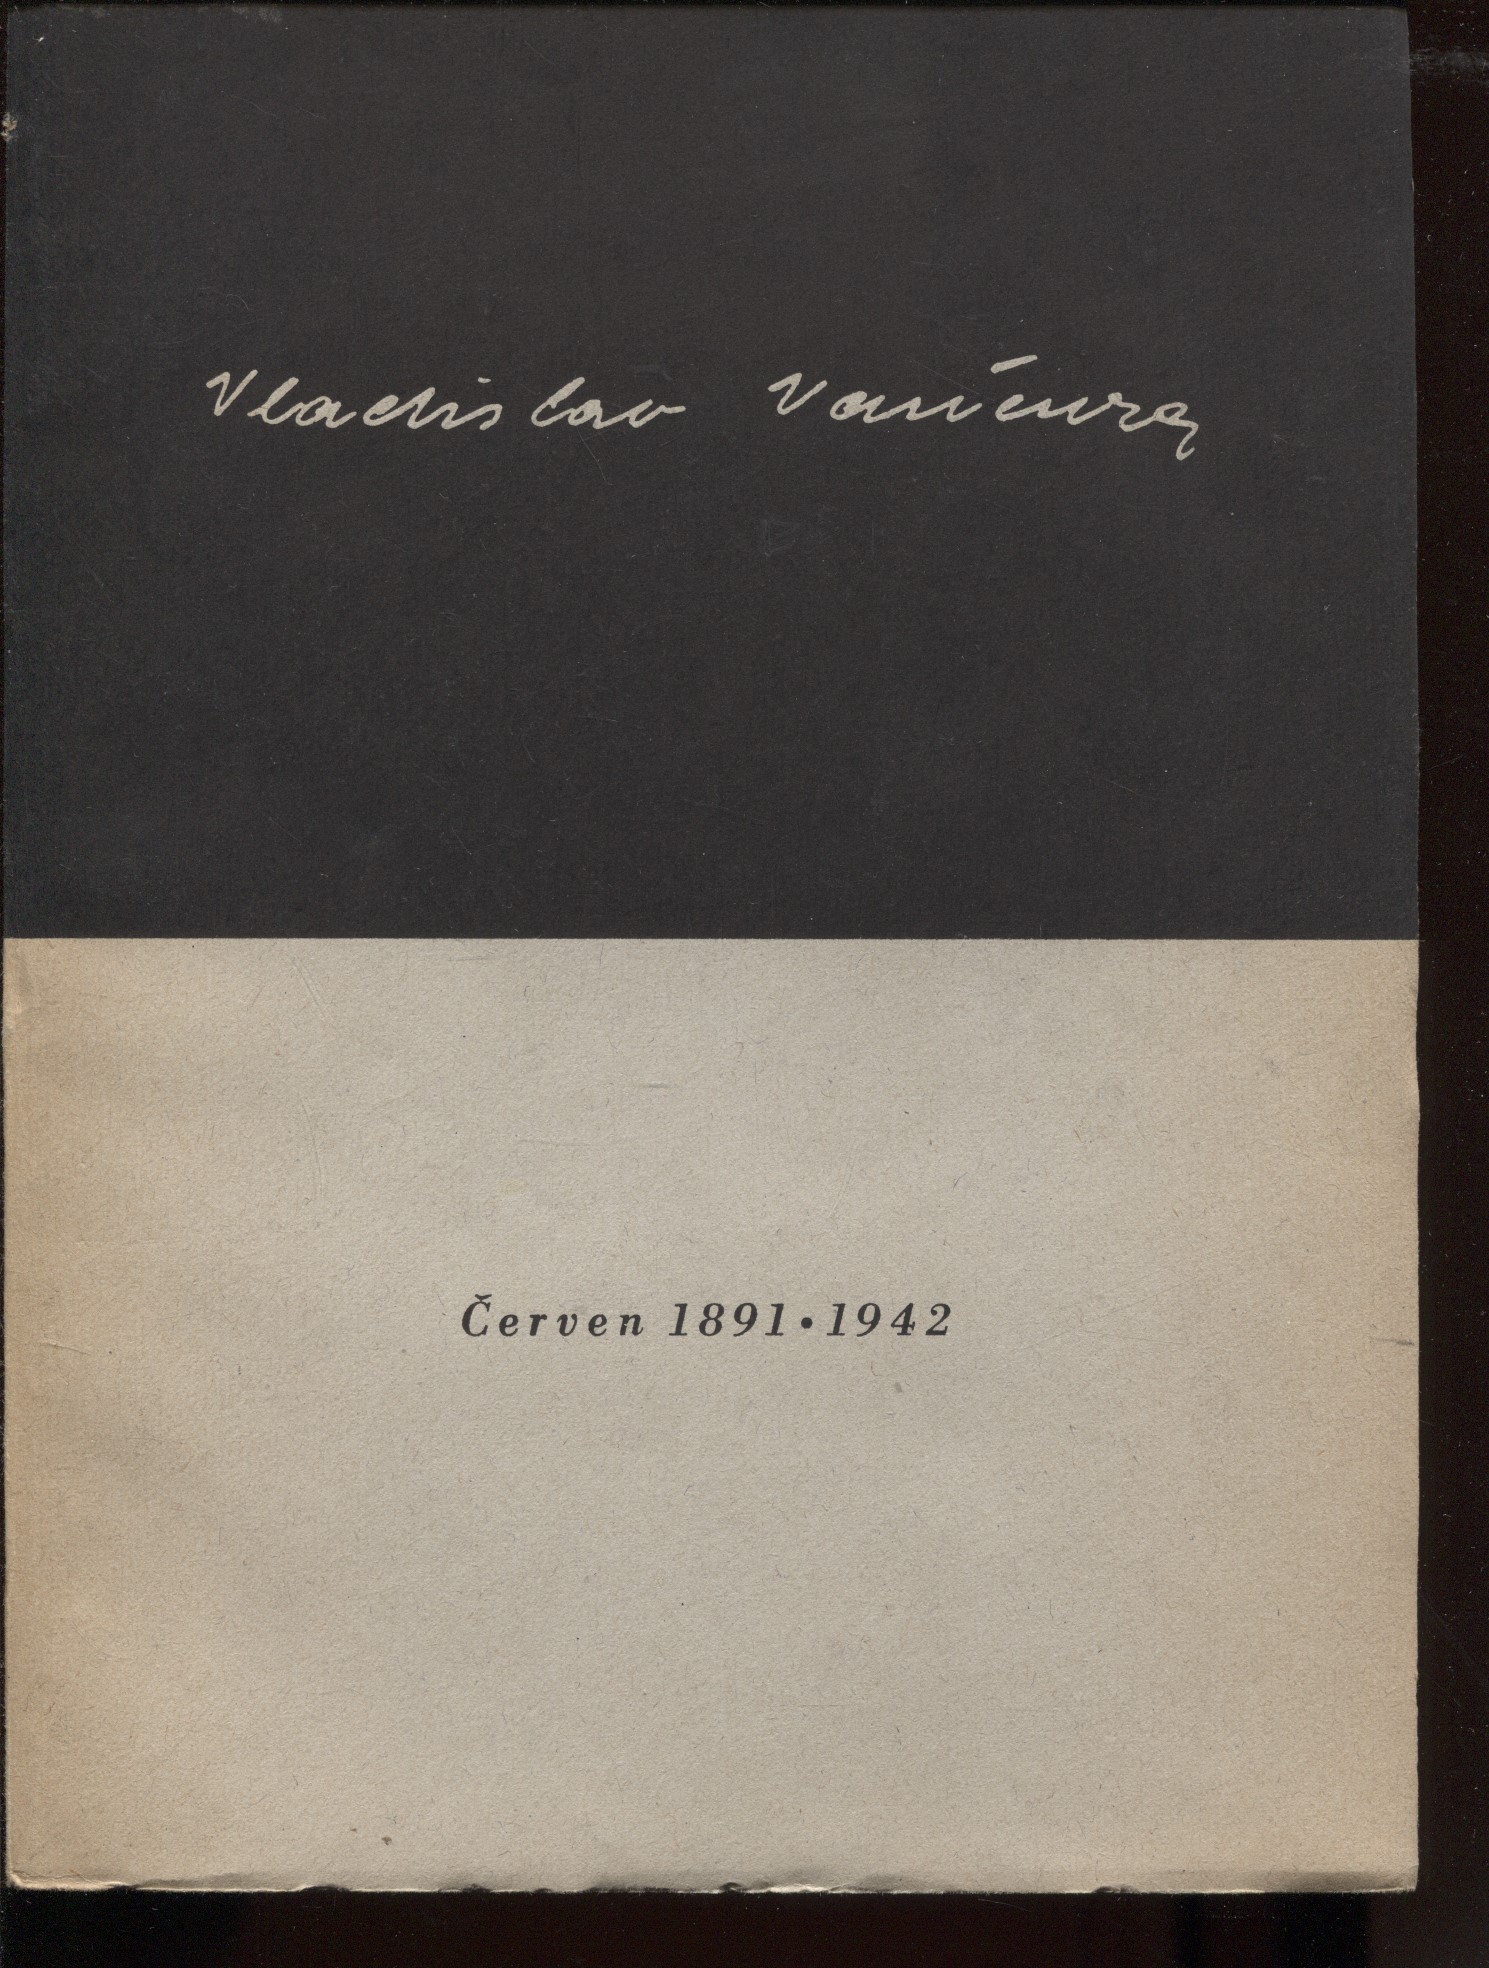 Vladislav Vančura
Červen 1891 • 1942